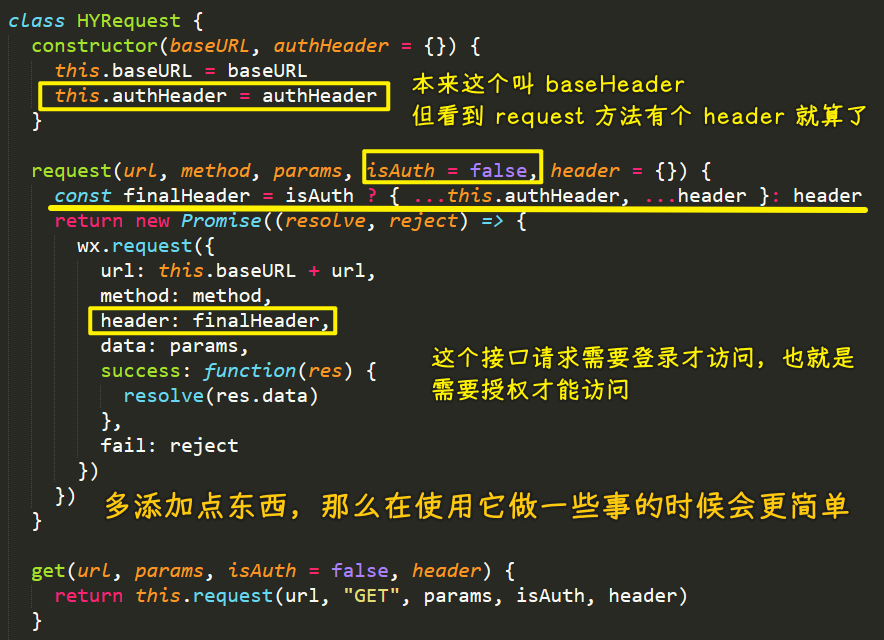 class HYRequest {
constructor(baseURL, authHeader = {}) {
this.baseURL = baseURL
this.authHeader = authHeader
}
本来这个叫 baseHeader
但看到 request 方法有个 header 就算了
request(url, method, params, isAuth = false, header = {}) {
const finalHeader = isAuth ? { ...this.authHeader, ...header }: header
return new Promise((resolve, reject) => {
wx.request({
url: this.baseURL + url,
method: method,
header: finalHeader,
data: params,
success: function(res) {
resolve(res.data)
},
fail: reject
})
})
}
这个接口请求需要登录才访问，也就是
需要授权才能访问
多添加点东西，那么在使用它做一些事的时候会更简单
get(url, params, isAuth = false, header) {
return this.request(url, "GET", params, isAuth, header)
}